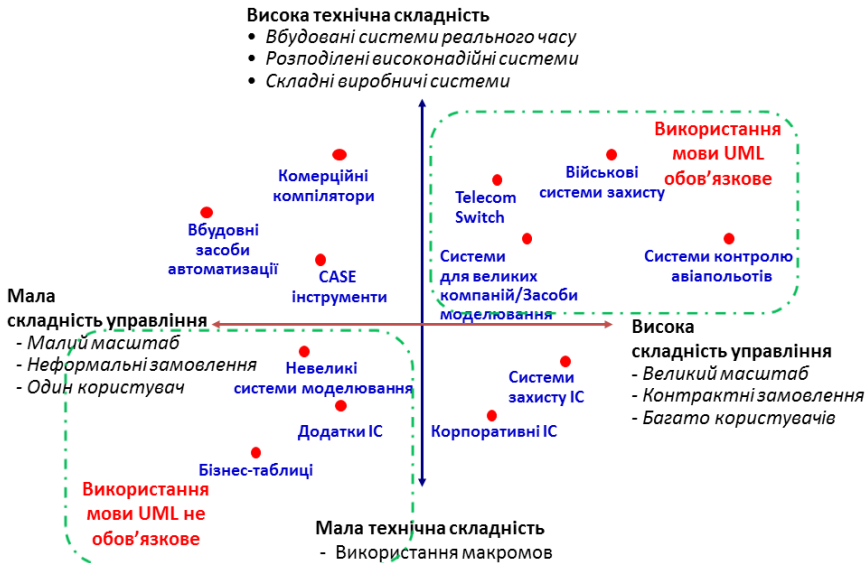 Висока технічна складність
• Вбудовані системи реального часу
• Розподілені високонадійні системи
• Складні виробничі системи
Використання
мови UML
обов’язкове
Комерційні
компілятори
Військові
системи захисту
Telecom
Switch
Вбудовні
засоби
автоматизації
CASE
інструменти
Системи
для великих
компаній/Засоби
моделювання
Системи контролю
авіапольотів
Мала
складність управління
- Малий масштаб
- Неформальні замовлення
- Один користувач
Висока
складність управління
- Великий масштаб
- Контрактні замовлення
- Багато користувачів
Невеликі
системи моделювання
Системи
захисту ІС
Додатки ІС
Корпоративні ІС
Бізнес-таблиці
Використання
мови UML не
обов’язкове
Мала технічна складність
- Використання макромов